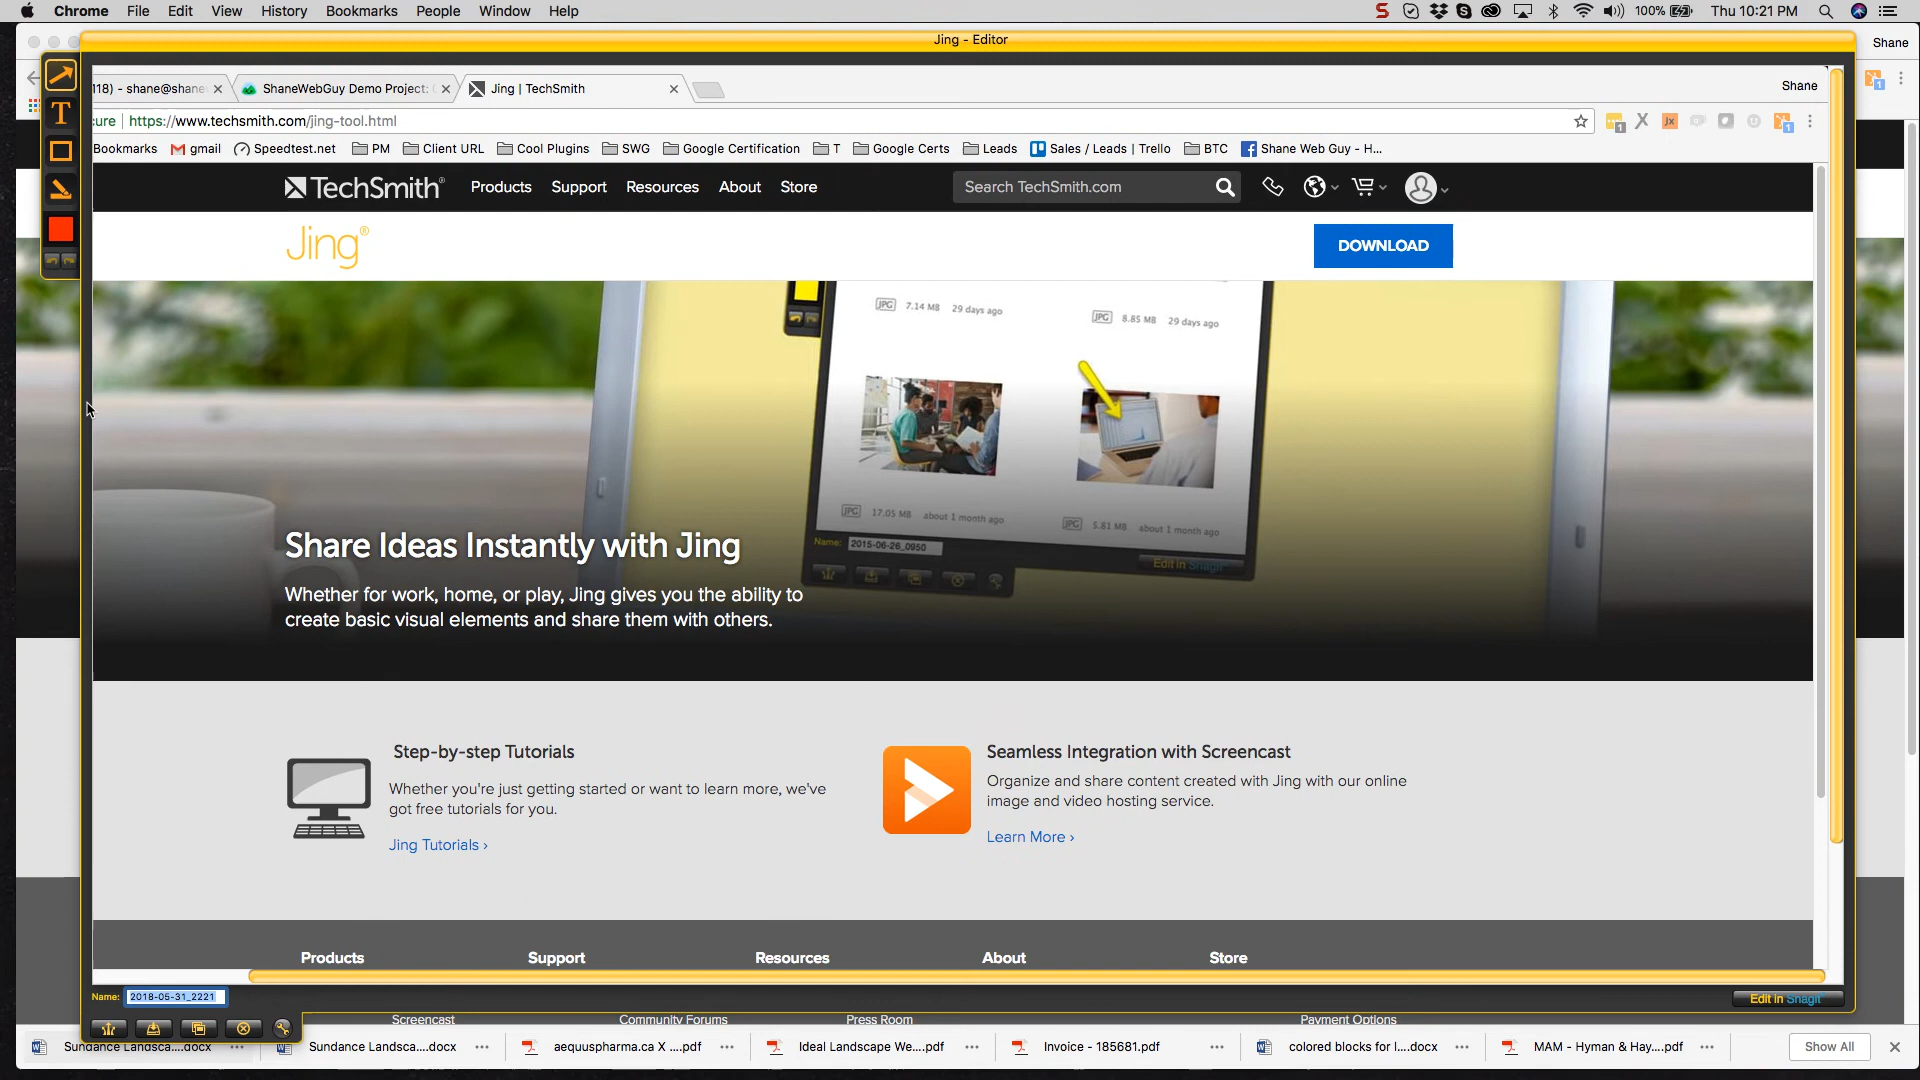 Chrome File Edit View History Bookmarks People Window Help
100% Thu 10:21 PM
Jing - Editor
Shane
118) - shane@shane
ShaneWebGuy Demo Project:
Jing | TechSmith
Shane
T
cure | https://www.techsmith.com/jing-tool.html
Bookmarks gmail Speedtest.net PM Client URL Cool Plugins SWG Google Certification T Google Certs Leads Sales / Leads | Trello BTC Shane Web Guy - H...
TechSmith Products Support Resources About Store Search TechSmith.com
Jing®
DOWNLOAD
JPG 7.14 MB 29 days ago
JPG 8.85 MB 29 days ago
JPG 17.05 MB about 1 month ago
JPG 5.81 MB about 1 month ago
Name: 2015-06-26_0950
Edit in Snagit
Share Ideas Instantly with Jing
Whether for work, home, or play, Jing gives you the ability to
create basic visual elements and share them with others.
Step-by-step Tutorials
Whether you're just getting started or want to learn more, we've
got free tutorials for you.
Jing Tutorials ›
Seamless Integration with Screencast
Organize and share content created with Jing with our online
image and video hosting service.
Learn More ›
Products Support Resources About Store
Name: 2018-05-31_2221
Edit in Snagit
Screencast Community Forums Press Room Payment Options
Sundance Landsca....docx Sundance Landsca....docx aequuspharma.ca X ....pdf Ideal Landscape We....pdf Invoice - 185681.pdf colored blocks for l....docx MAM - Hyman & Hay....pdf Show All